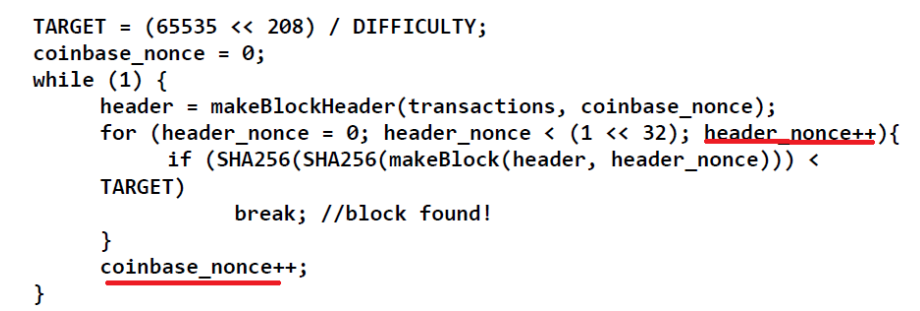 TARGET = (65535 << 208) / DIFFICULTY;
coinbase_nonce = 0;
while (1) {
header = makeBlockHeader(transactions, coinbase_nonce);
for (header_nonce = 0; header_nonce < (1 << 32); header_nonce++){
if (SHA256(SHA256(makeBlock(header, header_nonce))) <
TARGET)
break; //block found!
}
coinbase_nonce++;
}